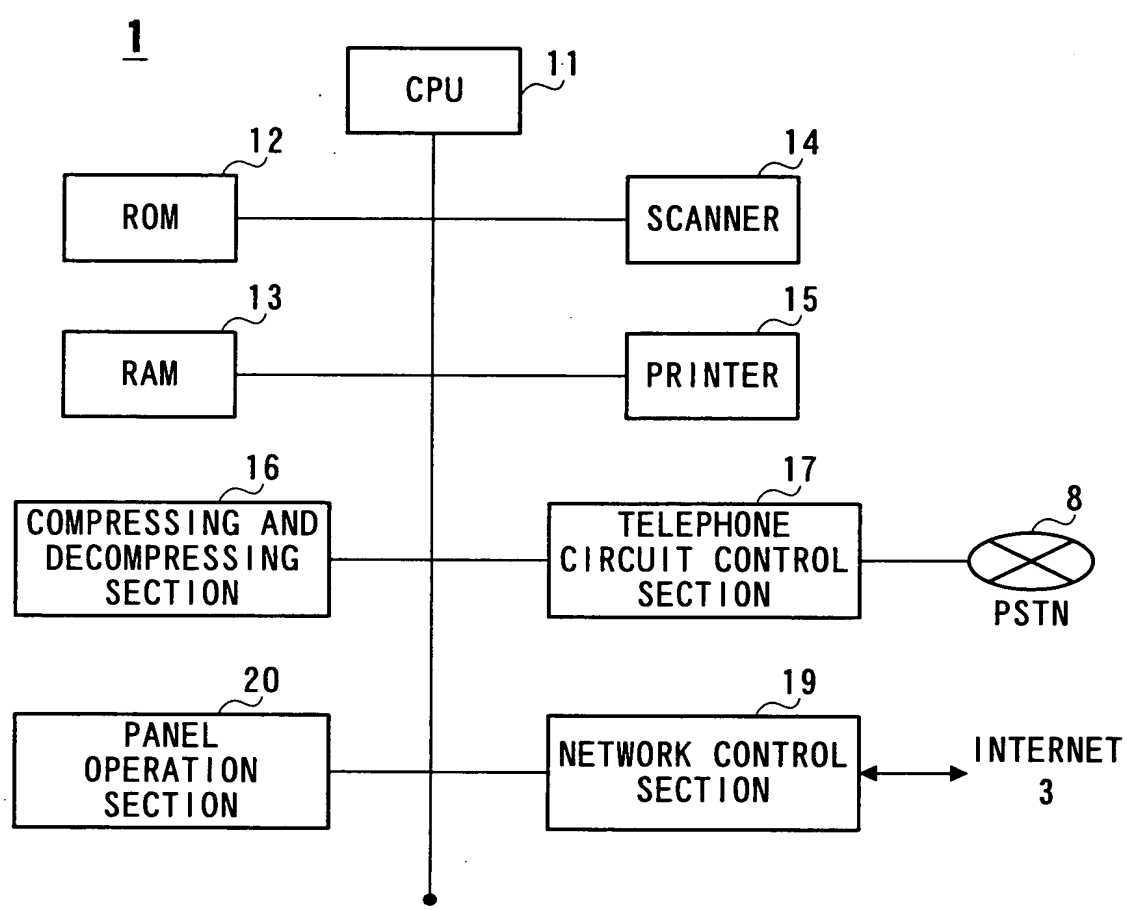 1
CPU
11
12
ROM
14
SCANNER
13
RAM
15
PRINTER
16
COMPRESSING AND
DECOMPRESSING
SECTION
17
TELEPHONE
CIRCUIT CONTROL
SECTION
8
PSTN
20
PANEL
OPERATION
SECTION
19
NETWORK CONTROL
SECTION
INTERNET
3